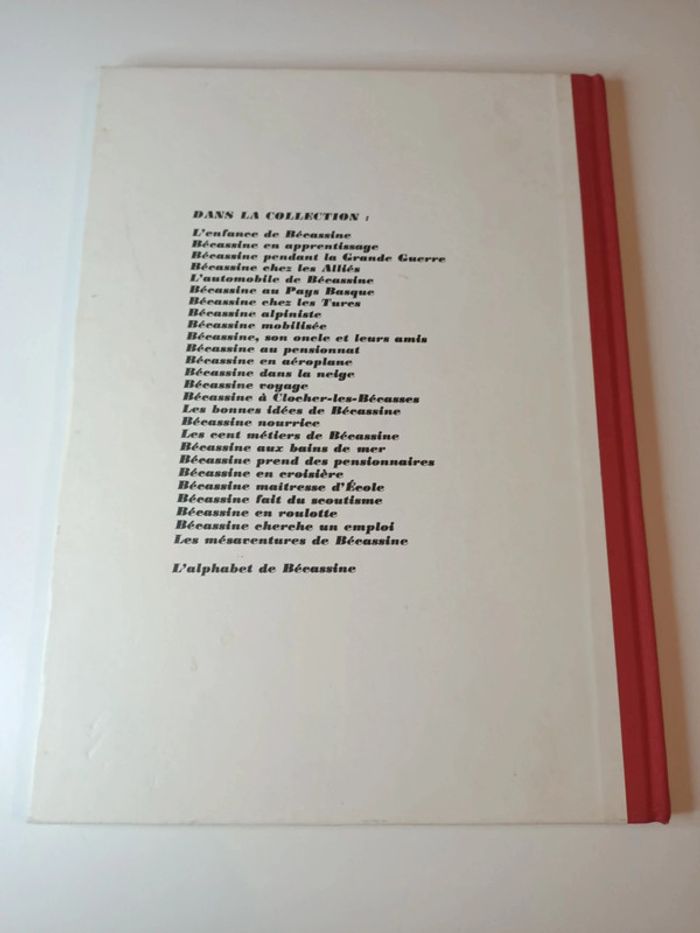 DANS LA COLLECTION :
L'enfance de Bécassine
Bécassine en apprentissage
Bécassine pendant la Grande Guerre
Bécassine chez les Alliés
L'automobile de Bécassine
Bécassine au Pays Basque
Bécassine chez les Turcs
Bécassine alpiniste
Bécassine mobilisée
Bécassine, son oncle et leurs amis
Bécassine au pensionnat
Bécassine en aéroplane
Bécassine dans la neige
Bécassine voyage
Bécassine à Clocher-les-Bécasses
Les bonnes idées de Bécassine
Bécassine nourrice
Les cent métiers de Bécassine
Bécassine aux bains de mer
Bécassine prend des pensionnaires
Bécassine en croisière
Bécassine maitresse d'École
Bécassine fait du scoutisme
Bécassine en roulotte
Bécassine cherche un emploi
Les mésaventures de Bécassine
L'alphabet de Bécassine